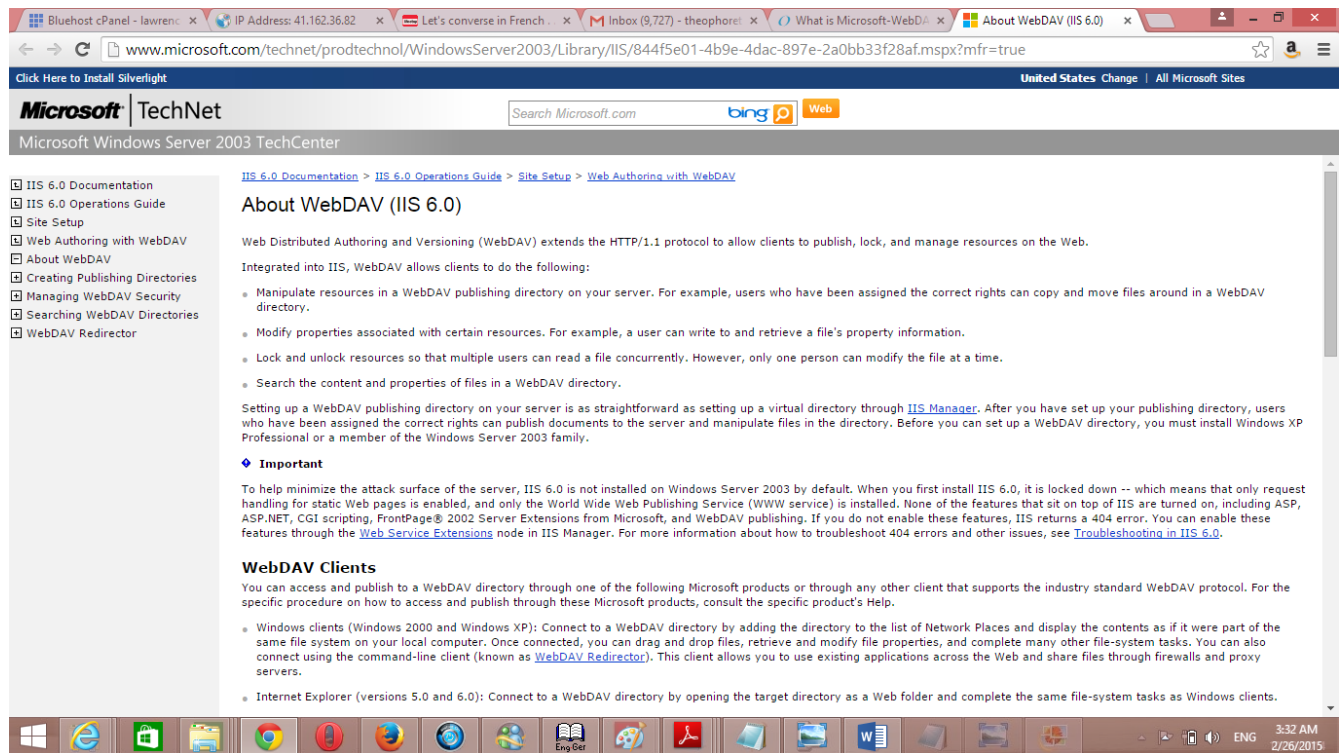 Bluehost cPanel - lawrenc
IP Address: 41.162.36.82
Let's converse in French .
Inbox (9,727) - theophoret
What is Microsoft-WebDA
About WebDAV (IIS 6.0)
www.microsoft.com/technet/prodtechnol/WindowsServer2003/Library/IIS/844f5e01-4b9e-4dac-897e-2a0bb33f28af.mspx?mfr=true
Click Here to Install Silverlight
United States Change | All Microsoft Sites
Microsoft | TechNet
Search Microsoft.com
bing
Web
Microsoft Windows Server 2003 TechCenter
IIS 6.0 Documentation
IIS 6.0 Operations Guide
Site Setup
Web Authoring with WebDAV
About WebDAV
Creating Publishing Directories
Managing WebDAV Security
Searching WebDAV Directories
WebDAV Redirector
IIS 6.0 Documentation > IIS 6.0 Operations Guide > Site Setup > Web Authoring with WebDAV
About WebDAV (IIS 6.0)
Web Distributed Authoring and Versioning (WebDAV) extends the HTTP/1.1 protocol to allow clients to publish, lock, and manage resources on the Web.
Integrated into IIS, WebDAV allows clients to do the following:
Manipulate resources in a WebDAV publishing directory on your server. For example, users who have been assigned the correct rights can copy and move files around in a WebDAV
directory.
Modify properties associated with certain resources. For example, a user can write to and retrieve a file's property information.
Lock and unlock resources so that multiple users can read a file concurrently. However, only one person can modify the file at a time.
Search the content and properties of files in a WebDAV directory.
Setting up a WebDAV publishing directory on your server is as straightforward as setting up a virtual directory through IIS Manager. After you have set up your publishing directory, users
who have been assigned the correct rights can publish documents to the server and manipulate files in the directory. Before you can set up a WebDAV directory, you must install Windows XP
Professional or a member of the Windows Server 2003 family.
Important
To help minimize the attack surface of the server, IIS 6.0 is not installed on Windows Server 2003 by default. When you first install IIS 6.0, it is locked down -- which means that only request
handling for static Web pages is enabled, and only the World Wide Web Publishing Service (WWW service) is installed. None of the features that sit on top of IIS are turned on, including ASP,
ASP.NET, CGI scripting, FrontPage® 2002 Server Extensions from Microsoft, and WebDAV publishing. If you do not enable these features, IIS returns a 404 error. You can enable these
features through the Web Service Extensions node in IIS Manager. For more information about how to troubleshoot 404 errors and other issues, see Troubleshooting in IIS 6.0.
WebDAV Clients
You can access and publish to a WebDAV directory through one of the following Microsoft products or through any other client that supports the industry standard WebDAV protocol. For the
specific procedure on how to access and publish through these Microsoft products, consult the specific product's Help.
Windows clients (Windows 2000 and Windows XP): Connect to a WebDAV directory by adding the directory to the list of Network Places and display the contents as if it were part of the
same file system on your local computer. Once connected, you can drag and drop files, retrieve and modify file properties, and complete many other file-system tasks. You can also
connect using the command-line client (known as WebDAV Redirector). This client allows you to use existing applications across the Web and share files through firewalls and proxy
servers.
Internet Explorer (versions 5.0 and 6.0): Connect to a WebDAV directory by opening the target directory as a Web folder and complete the same file-system tasks as Windows clients.
Eng Ger
ENG
3:32 AM
2/26/2015